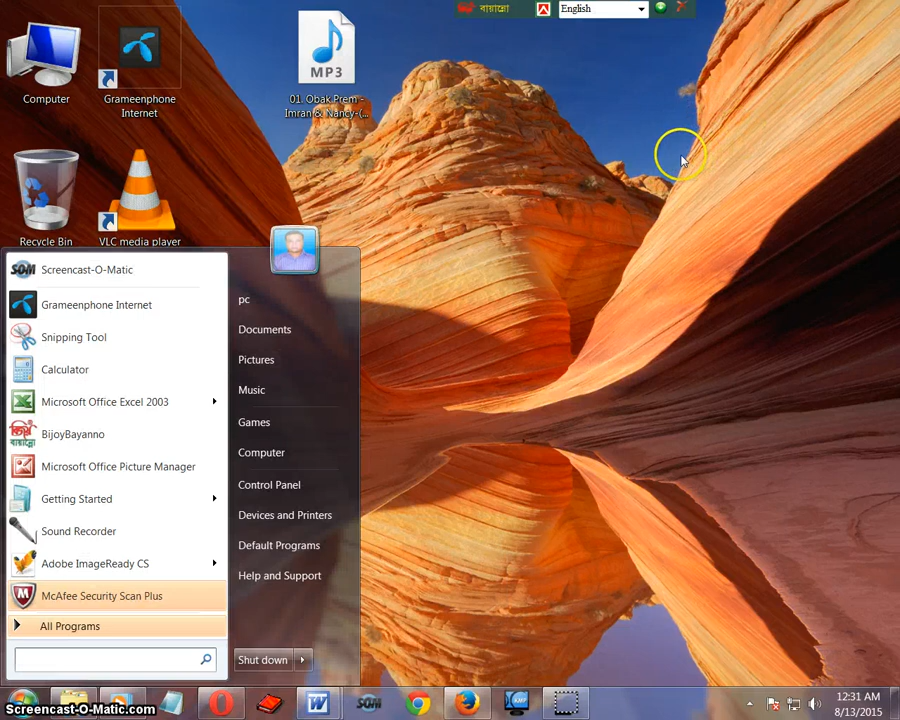 বায়ান্নো
English
Computer
Grameenphone
Internet
MP3
01. Obak Prem -
Imran & Nancy-(...
Recycle Bin
VLC media player
SOM Screencast-O-Matic
Grameenphone Internet
Snipping Tool
Calculator
Microsoft Office Excel 2003
BijoyBayanno
Microsoft Office Picture Manager
Getting Started
Sound Recorder
Adobe ImageReady CS
McAfee Security Scan Plus
All Programs
pc
Documents
Pictures
Music
Games
Computer
Control Panel
Devices and Printers
Default Programs
Help and Support
Shut down
SOM
12:31 AM
8/13/2015
Screencast-O-Matic.com